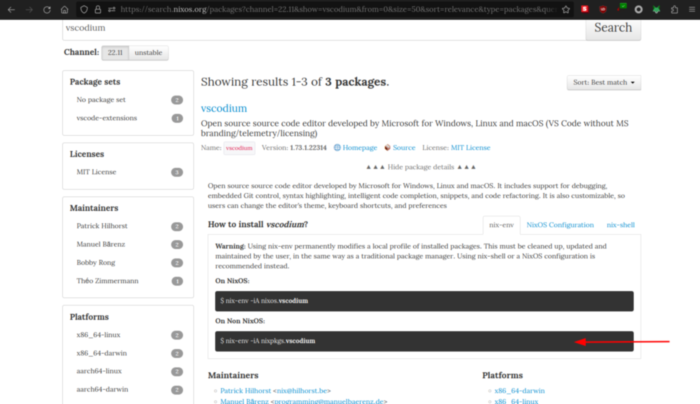 https://search.nixos.org/packages?channel=22.11&show=vscodium&from=0&size=50&sort=relevance&type=packages&que
vscodium
Search
Channel: 22.11 unstable
Package sets
No package set 2
vscode-extensions 1
Licenses
MIT License 3
Maintainers
Patrick Hilhorst 2
Manuel Bärenz 2
Bobby Rong 2
Théo Zimmermann 1
Platforms
x86_64-linux 2
x86_64-darwin 2
aarch64-linux 2
aarch64-darwin 2
Showing results 1-3 of 3 packages.
Sort: Best match
vscodium
Open source source code editor developed by Microsoft for Windows, Linux and macOS (VS Code without MS
branding/telemetry/licensing)
Name: vscodium Version: 1.73.1.22314 Homepage Source License: MIT License
▲▲▲ Hide package details ▲▲▲
Open source source code editor developed by Microsoft for Windows, Linux and macOS. It includes support for debugging,
embedded Git control, syntax highlighting, intelligent code completion, snippets, and code refactoring. It is also customizable, so
users can change the editor's theme, keyboard shortcuts, and preferences
How to install vscodium?
nix-env NixOS Configuration nix-shell
Warning: Using nix-env permanently modifies a local profile of installed packages. This must be cleaned up, updated and
maintained by the user, in the same way as a traditional package manager. Using nix-shell or a NixOS configuration is
recommended instead.
On NixOS:
$ nix-env -iA nixos.vscodium
On Non NixOS:
$ nix-env -iA nixpkgs.vscodium
Maintainers
Patrick Hilhorst <nix@hilhorst.be>
Manuel Bärenz <programming@manuelbaerenz.de>
Platforms
x86_64-darwin
x86_64-linux